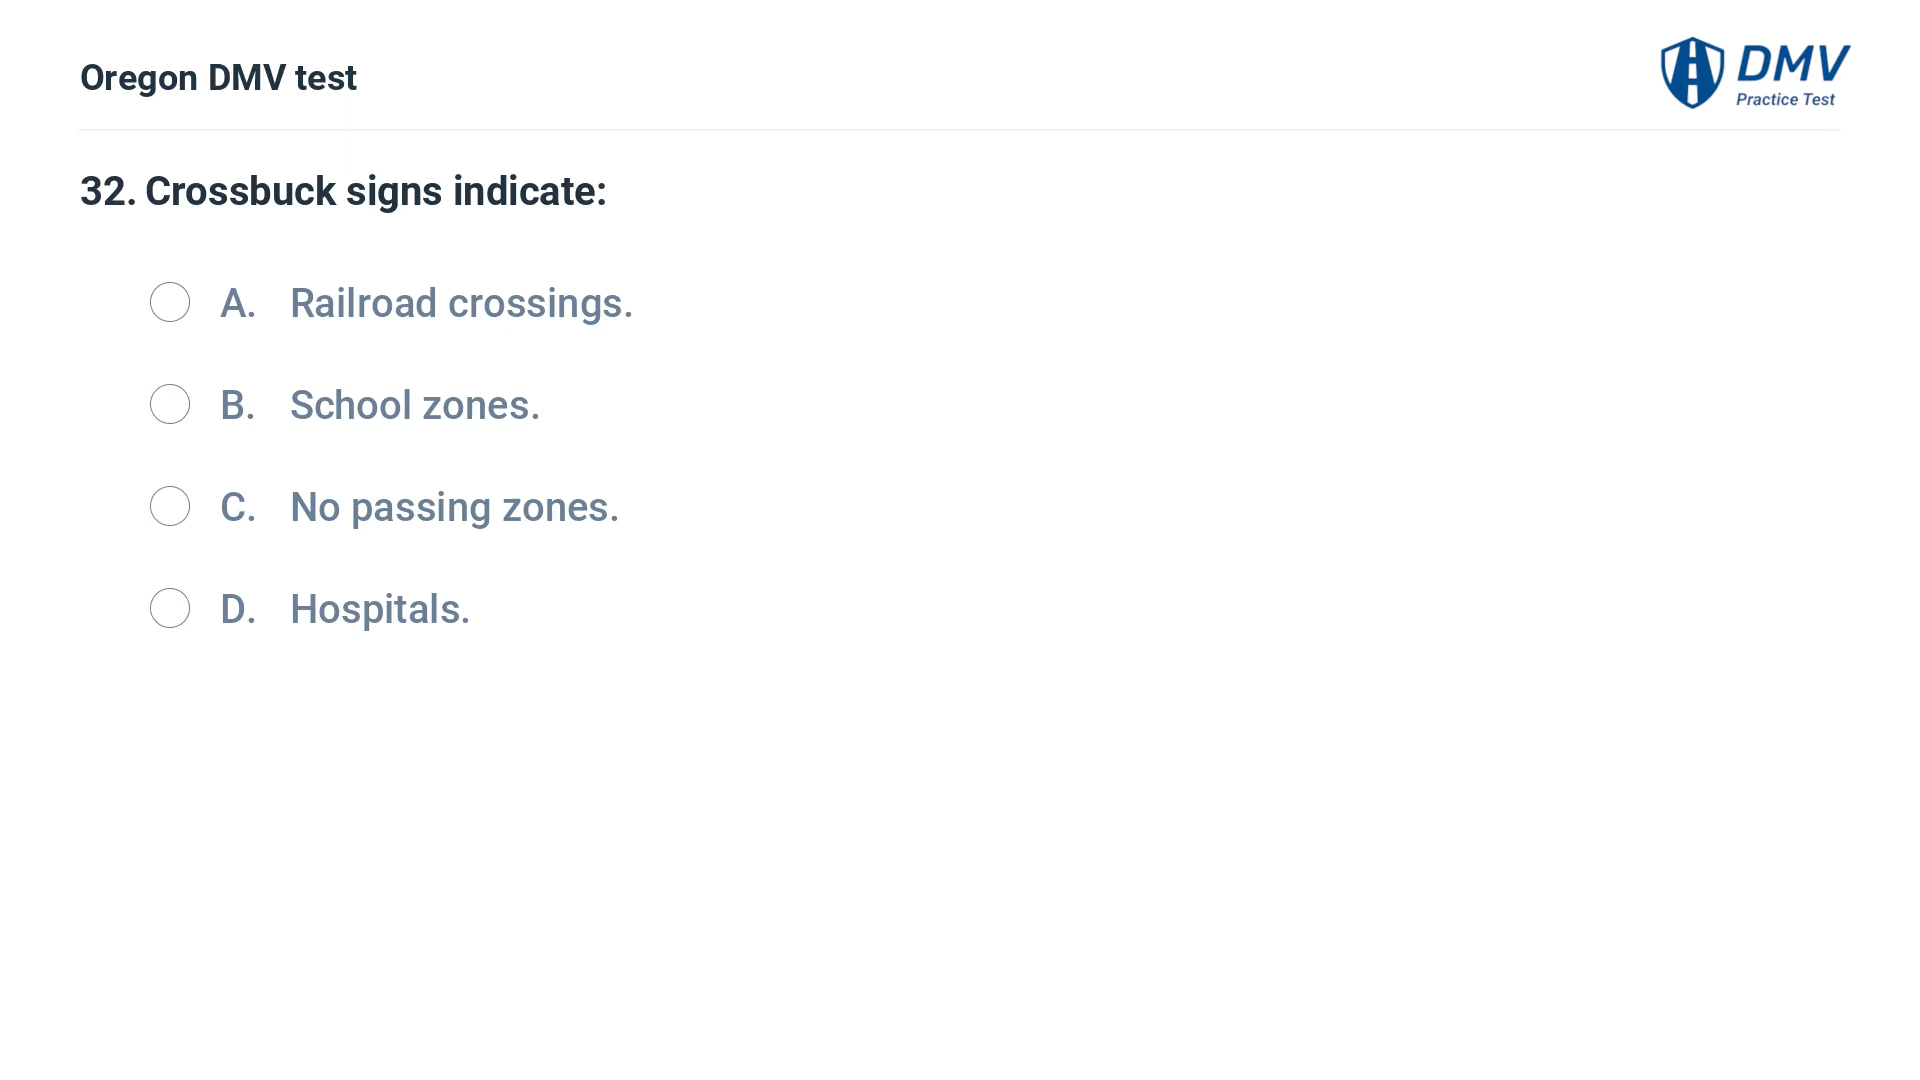 Oregon DMV test
DMV
Practice Test
32. Crossbuck signs indicate:
A. Railroad crossings.
B. School zones.
C. No passing zones.
D. Hospitals.